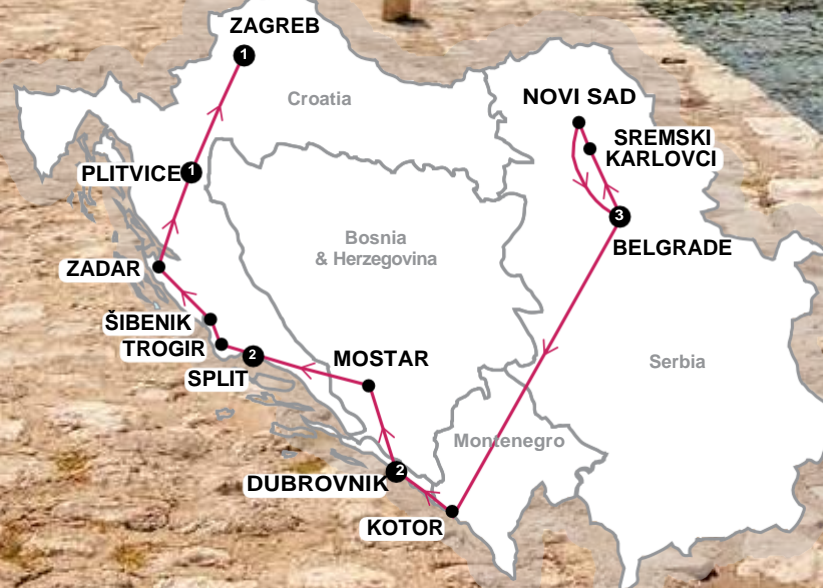 ZAGREB
1
Croatia
NOVI SAD
SREMSKI
KARLOVCI
PLITVICE
1
3
BELGRADE
Bosnia
& Herzegovina
ZADAR
ŠIBENIK
TROGIR
2
SPLIT
MOSTAR
Serbia
Montenegro
DUBROVNIK
2
KOTOR